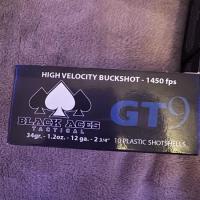 HIGH VELOCITY BUCKSHOT - 1450 fps
GT9
BLACK ACES
TACTICAL
34gr. - 1.2oz. - 12 ga. - 2 3/4"
10 PLASTIC SHOTSHELLS